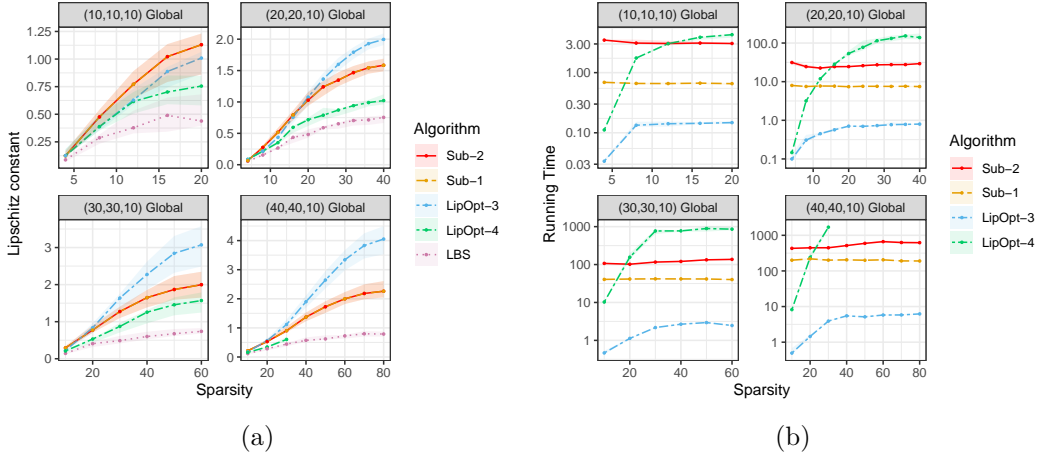 (10,10,10) Global
(20,20,10) Global
1.25
1.00
0.75
0.50
0.25
5
10
15
20
2.0
1.5
1.0
0.5
0.0
10
20
30
40
(30,30,10) Global
(40,40,10) Global
3
2
1
0
20
40
60
4
3
2
1
0
20
40
60
80
Lipschitz constant
Sparsity
Algorithm
Sub−2
Sub−1
LipOpt−3
LipOpt−4
LBS
(a)
(10,10,10) Global
(20,20,10) Global
3.00
1.00
0.30
0.10
0.03
5
10
15
20
100.0
10.0
1.0
0.1
10
20
30
40
(30,30,10) Global
(40,40,10) Global
1000
100
10
1
20
40
60
1000
100
10
1
20
40
60
80
Running Time
Sparsity
Algorithm
Sub−2
Sub−1
LipOpt−3
LipOpt−4
(b)